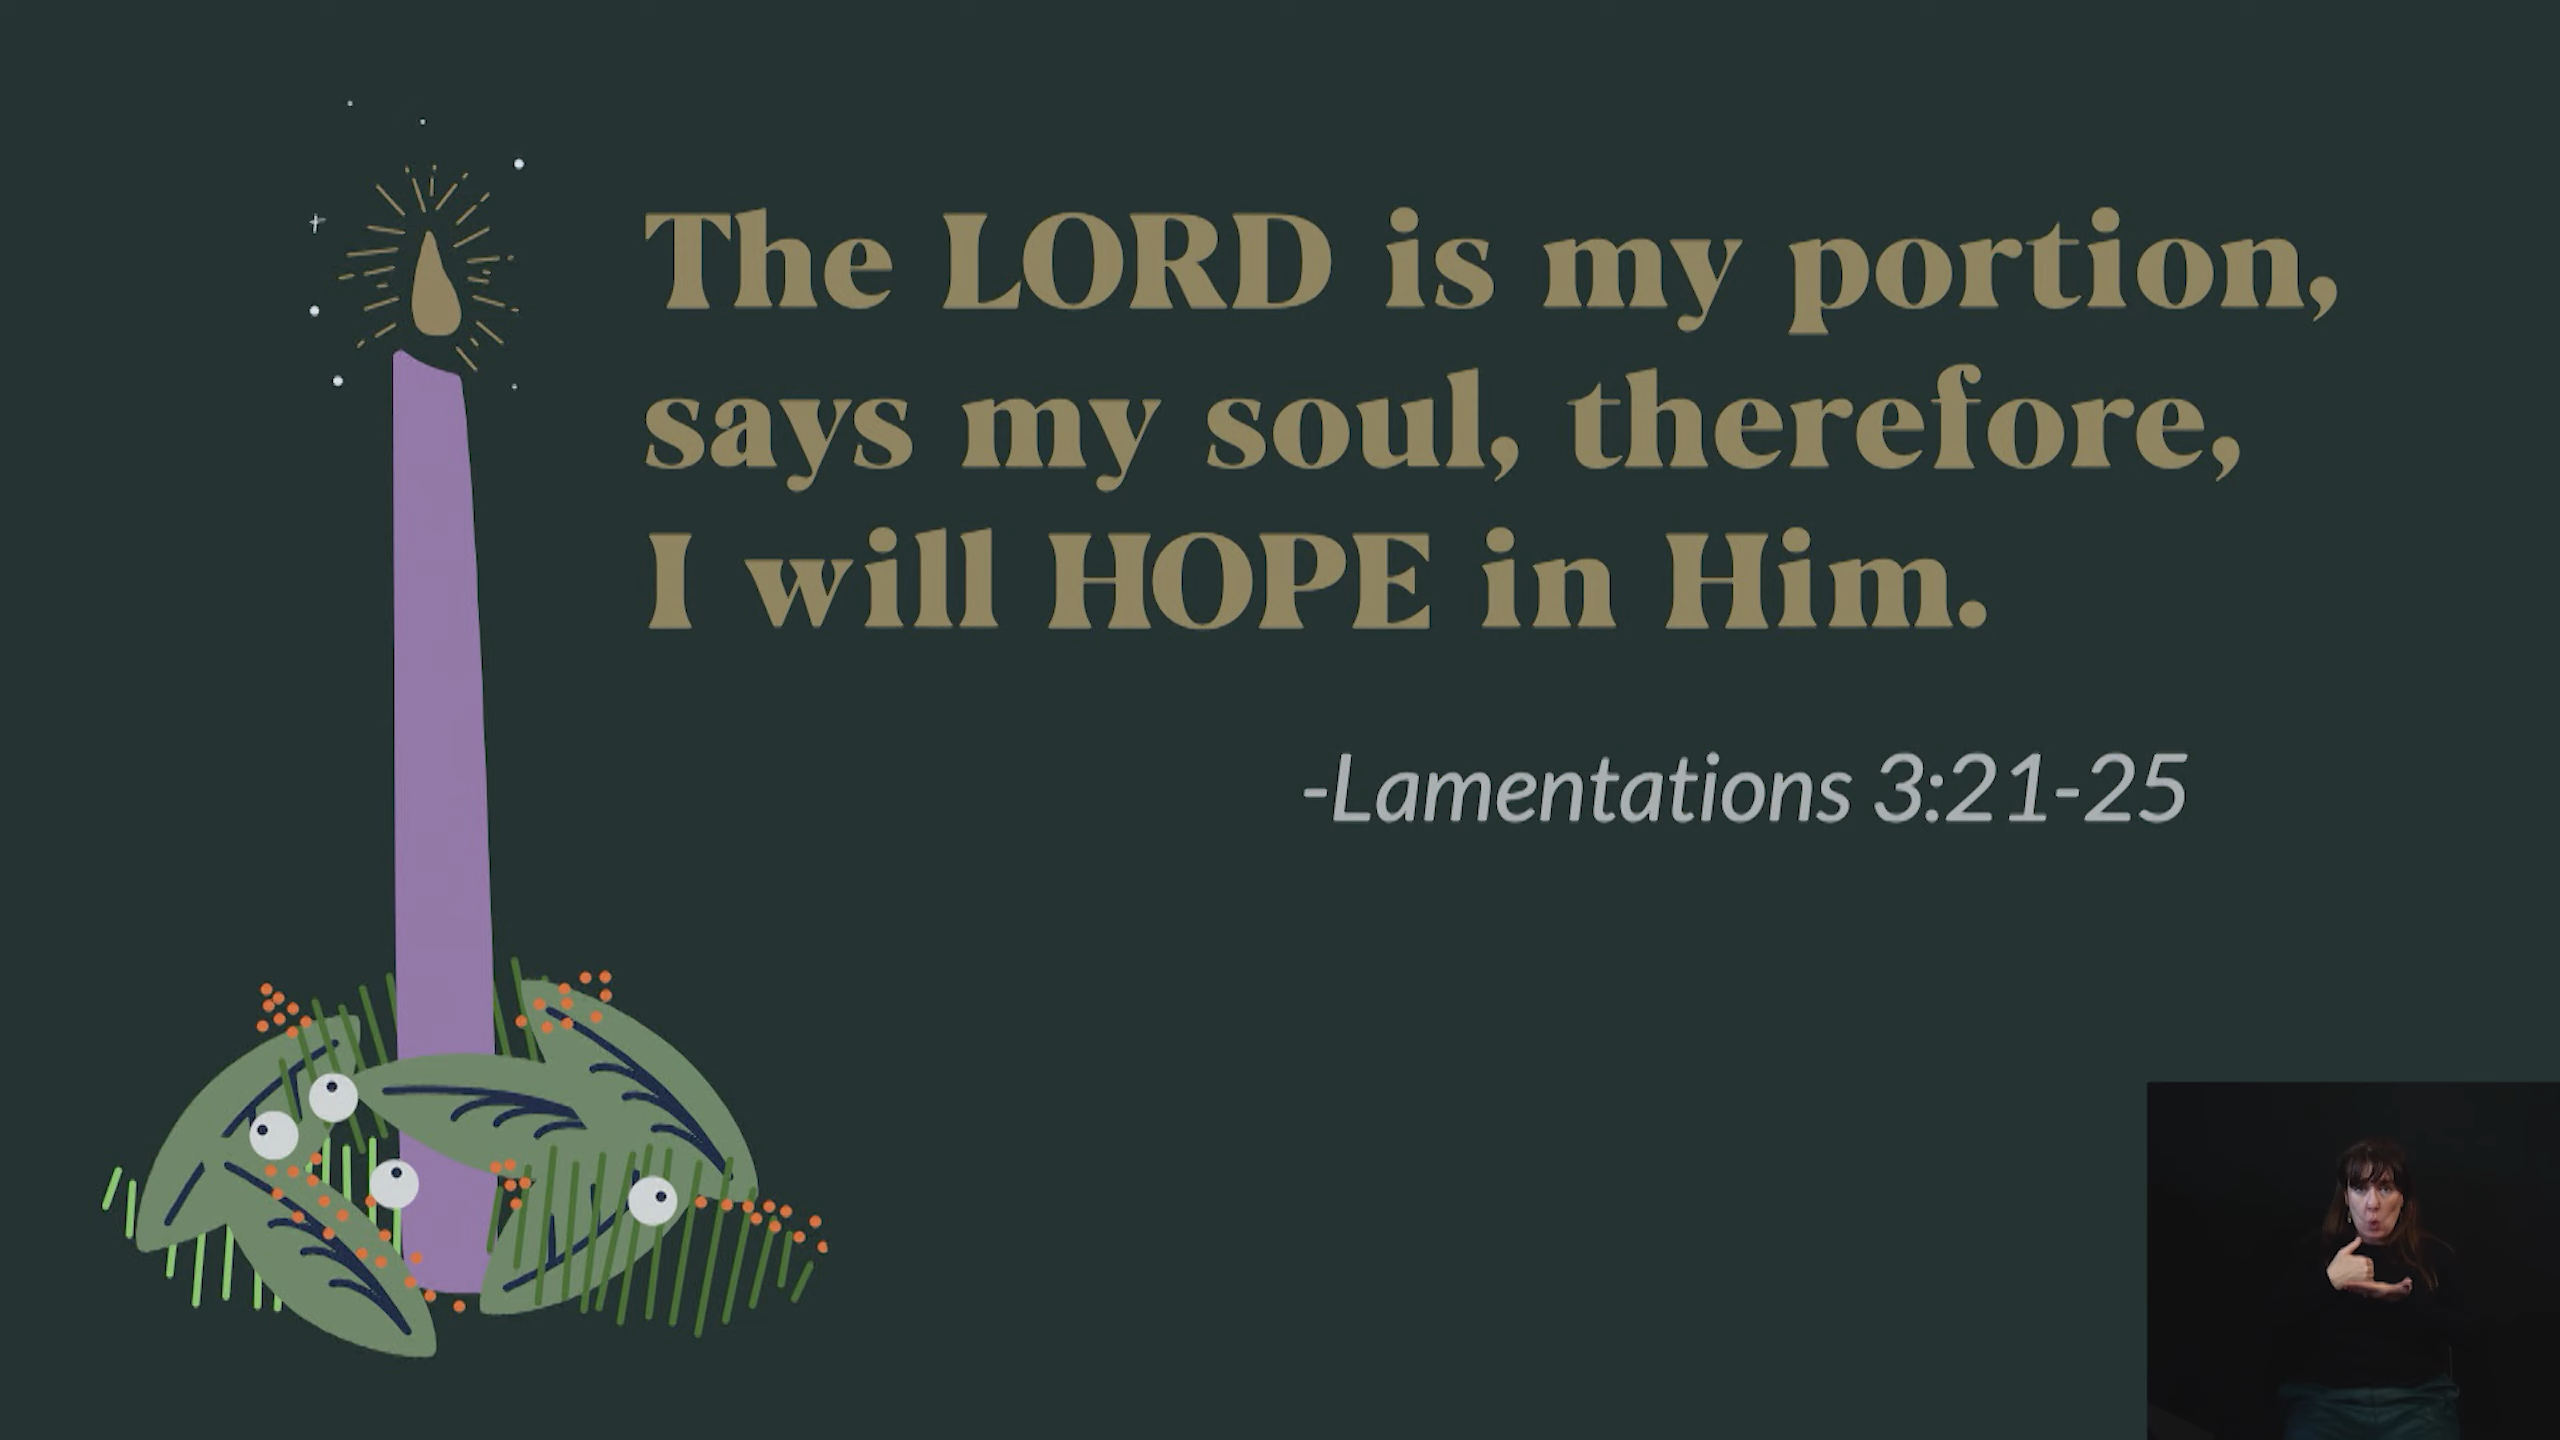 The LORD is my portion,
says my soul, therefore,
I will HOPE in Him.
-Lamentations 3:21-25